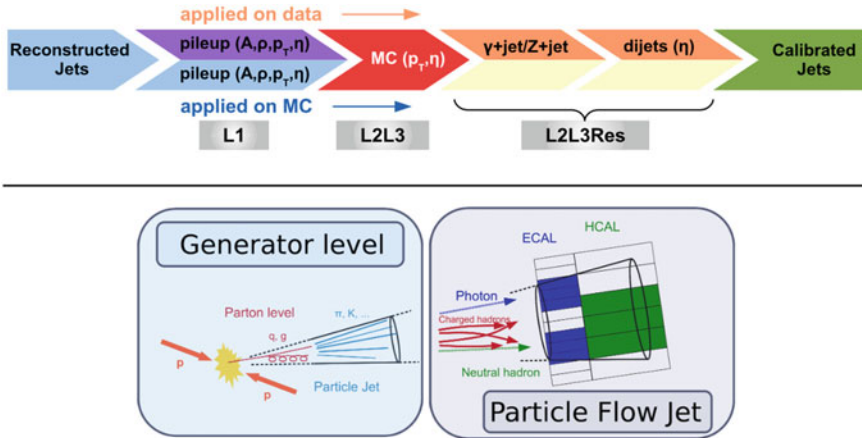 applied on data
Reconstructed
Jets
pileup (A,ρ,pT,η)
pileup (A,ρ,pT,η)
MC (pT,η)
γ+jet/Z+jet
dijets (η)
Calibrated
Jets
applied on MC
L1
L2L3
L2L3Res
Generator level
Parton level
q, g
π, K, ...
p
p
Particle Jet
ECAL
HCAL
Photon
Charged hadrons
Neutral hadron
Particle Flow Jet